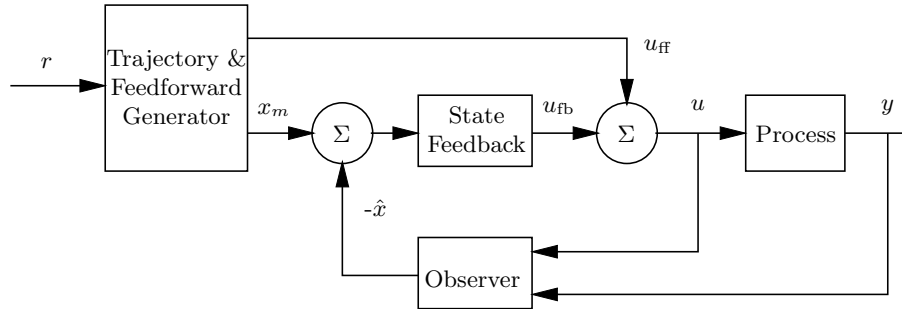 r
Trajectory &
Feedforward
Generator
u_ff
x_m
Σ
State
Feedback
u_fb
Σ
u
Process
y
-x̂
Observer